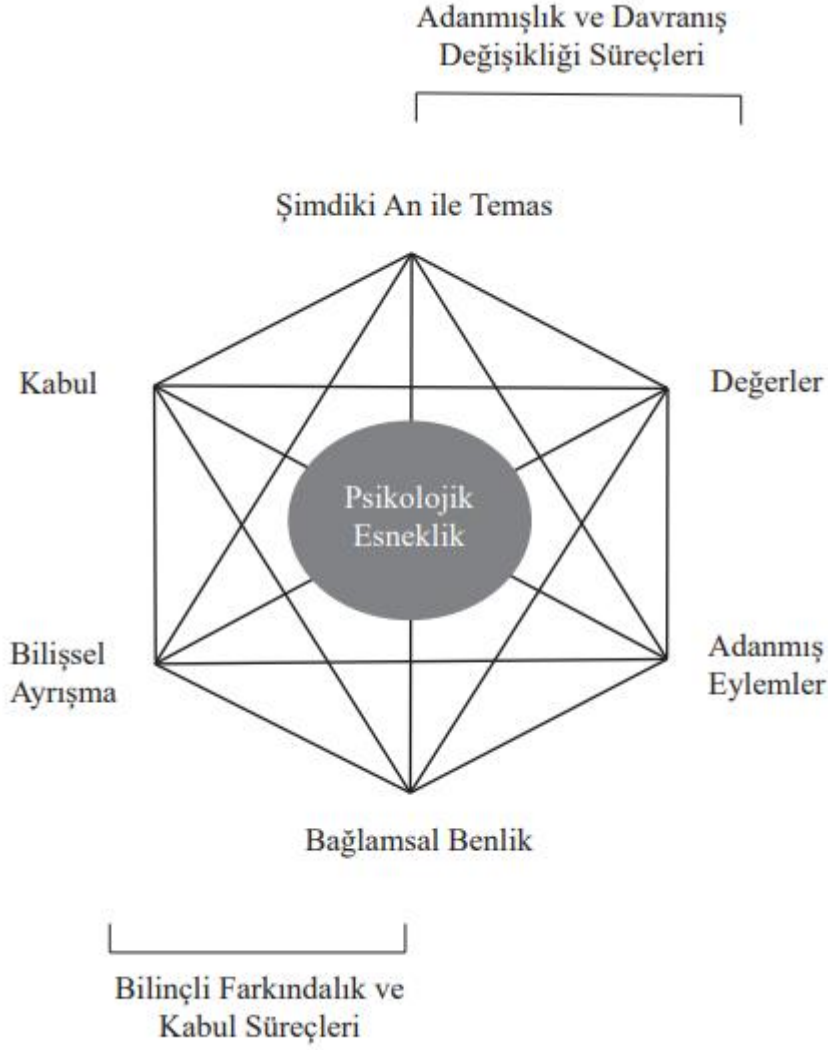 Adanmışlık ve Davranış
Değişikliği Süreçleri
Şimdiki An ile Temas
Kabul
Değerler
Psikolojik
Esneklik
Bilişsel
Ayrışma
Adanmış
Eylemler
Bağlamsal Benlik
Bilinçli Farkındalık ve
Kabul Süreçleri